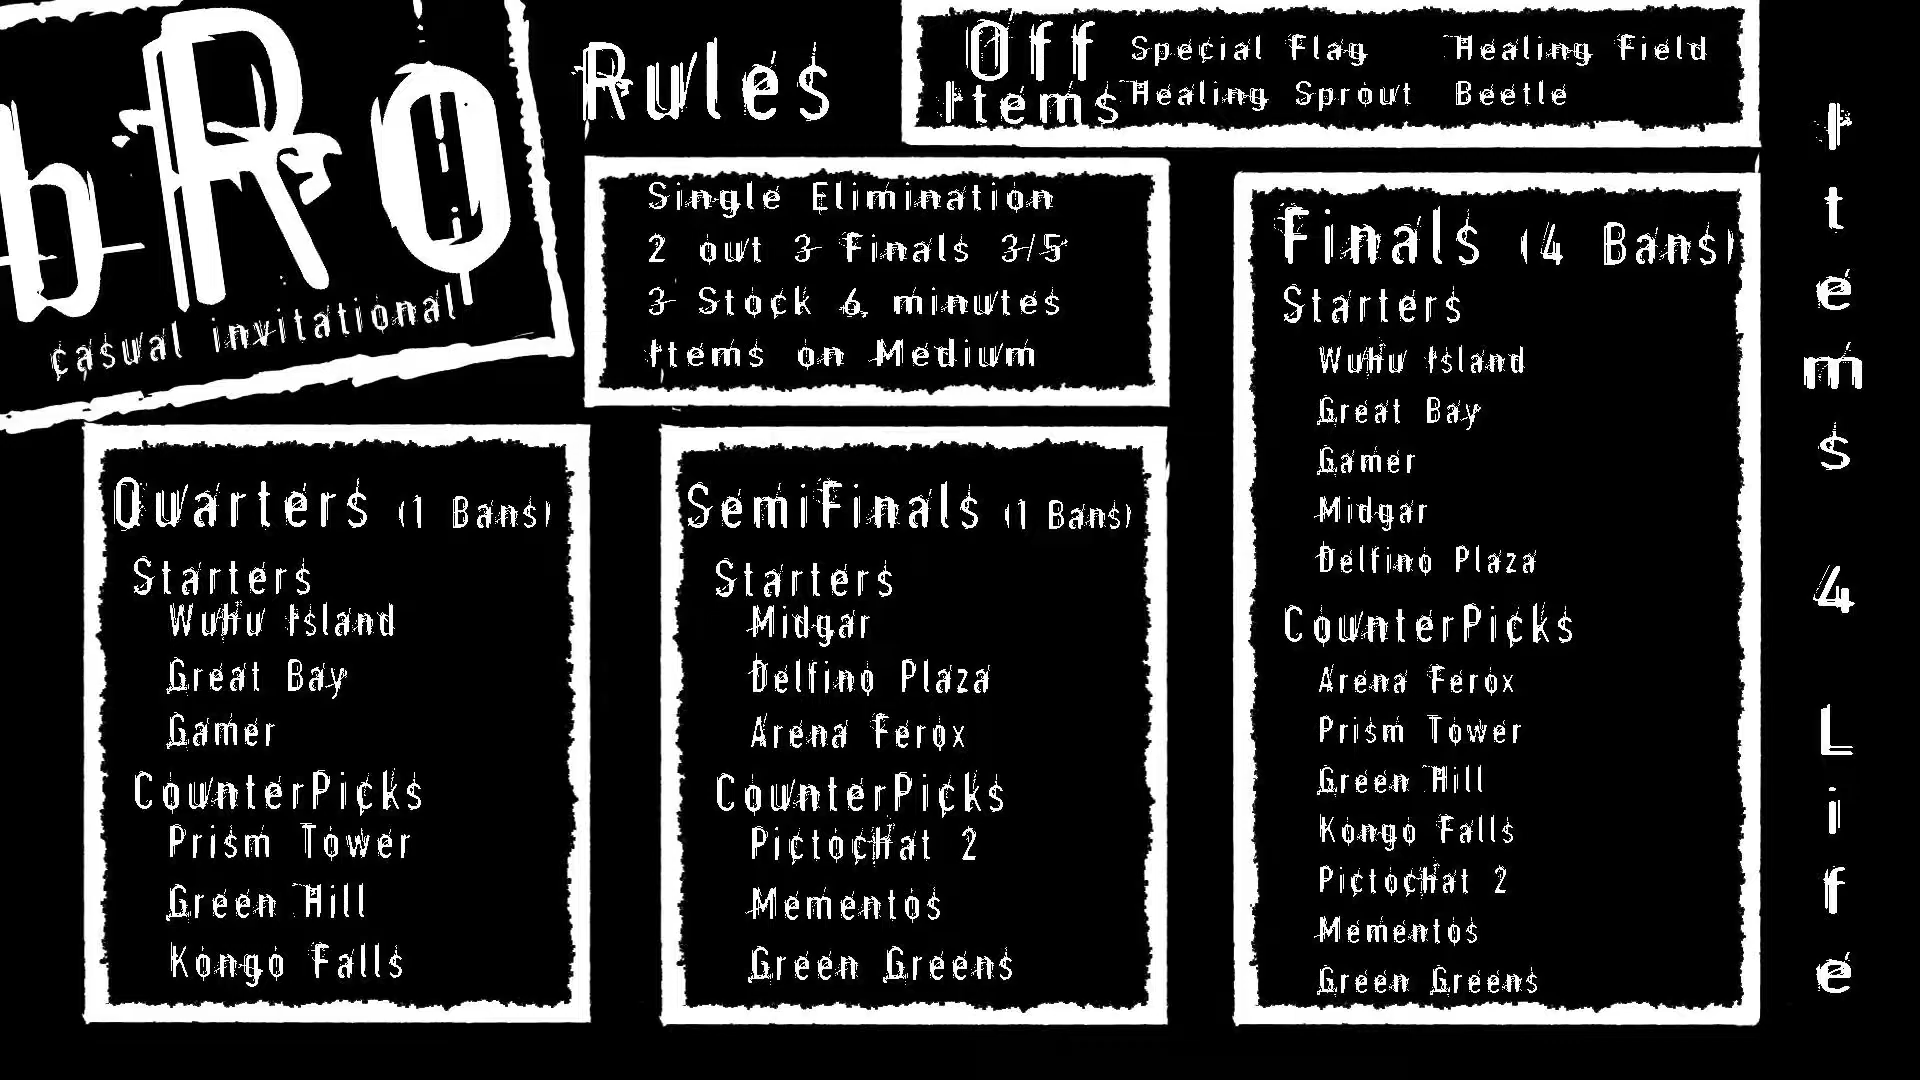 bRo
casual invitational
Rules
Single Elimination
2 out 3 Finals 3/5
3 Stock 6 minutes
Items on Medium
Off
Items
Special Flag
Healing Field
Healing Sprout
Beetle
Quarters (1 Bans)
Starters
Wuhu Island
Great Bay
Gamer
CounterPicks
Prism Tower
Green Hill
Kongo Falls
SemiFinals (1 Bans)
Starters
Midgar
Delfino Plaza
Arena Ferox
CounterPicks
Pictochat 2
Mementos
Green Greens
Finals (4 Bans)
Starters
Wuhu Island
Great Bay
Gamer
Midgar
Delfino Plaza
CounterPicks
Arena Ferox
Prism Tower
Green Hill
Kongo Falls
Pictochat 2
Mementos
Green Greens
Items 4 Life